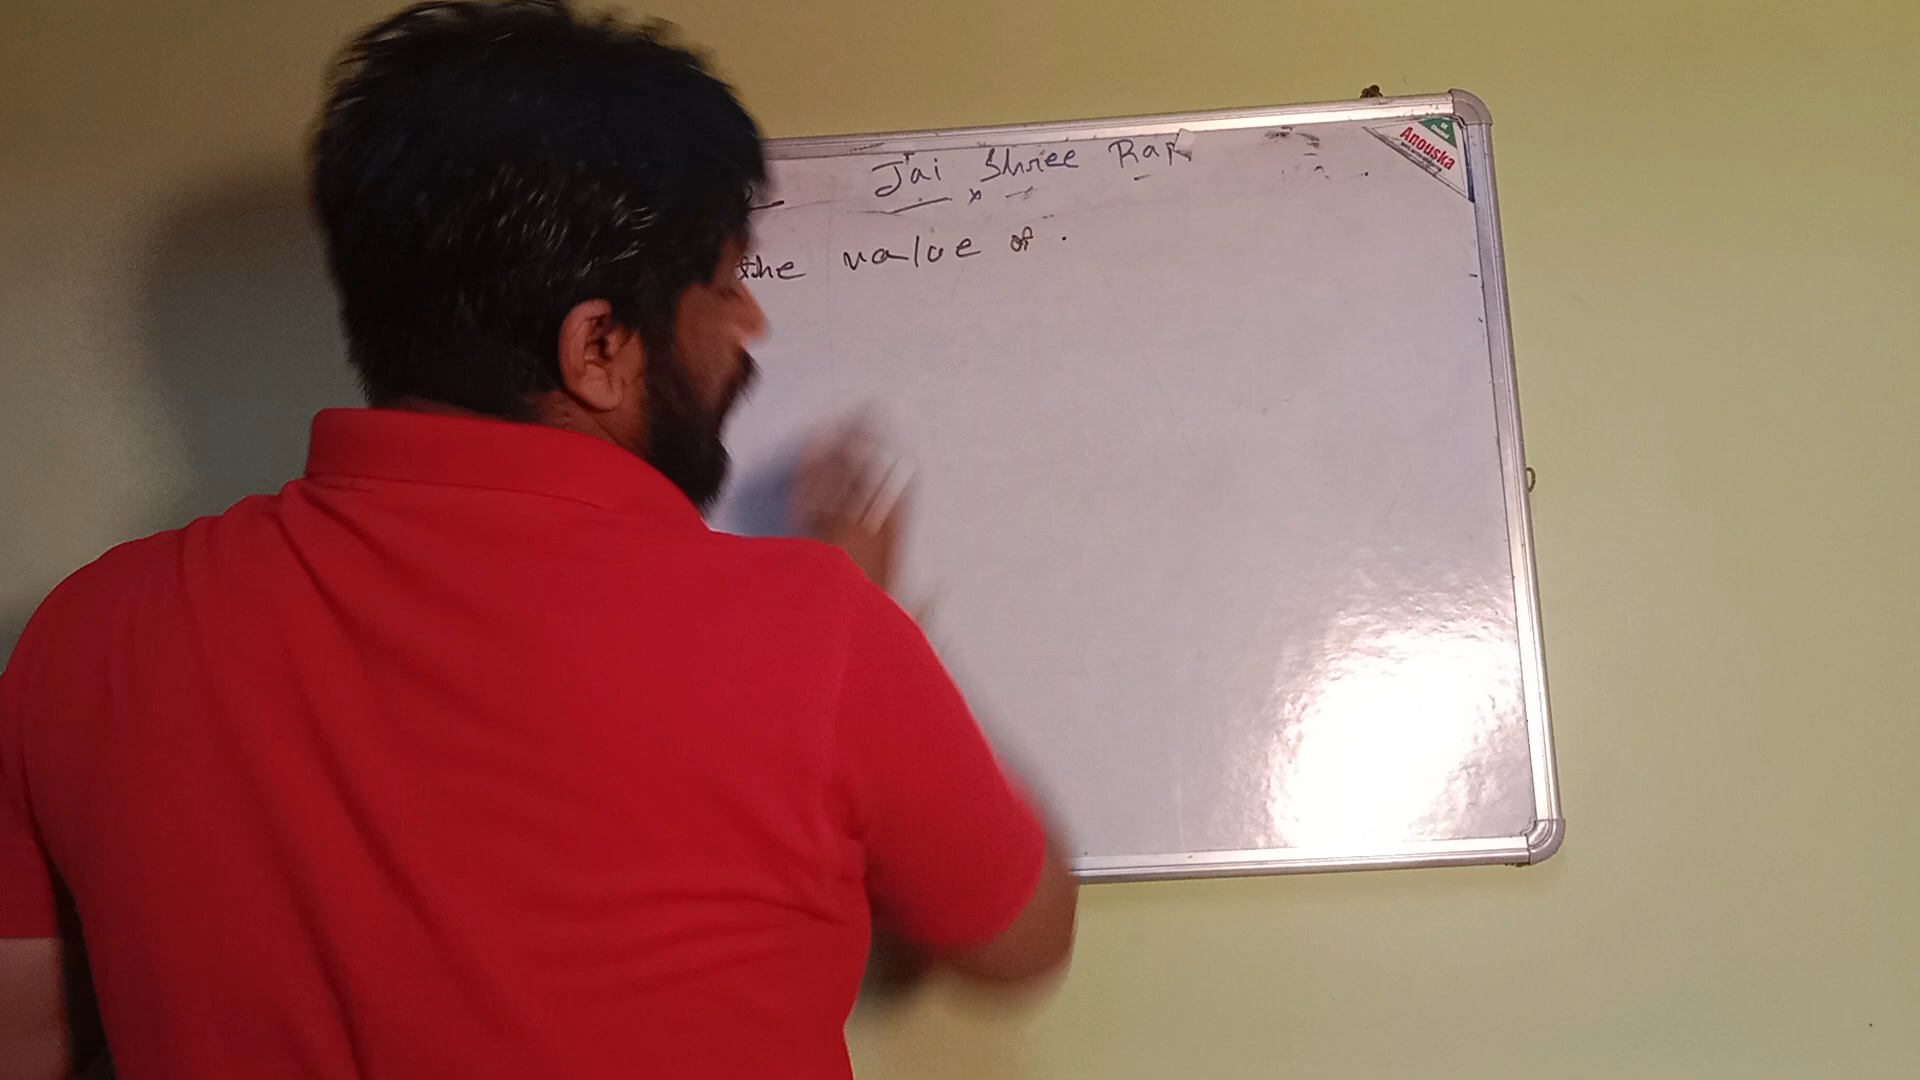 Jai Shree Ram
the value of .
Anouska